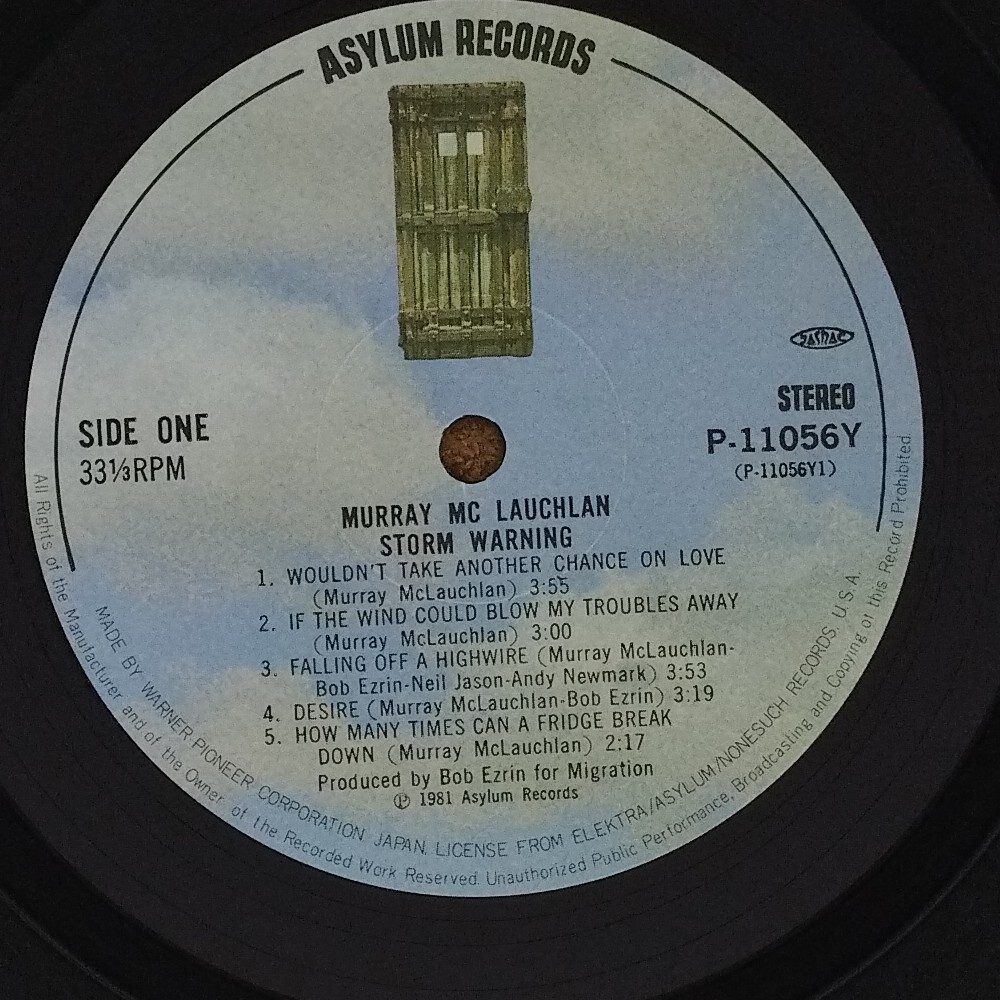 ASYLUM RECORDS
JASRAC
STEREO
SIDE ONE
P-11056Y
33⅓RPM
(P-11056Y1)
MURRAY MC LAUCHLAN
STORM WARNING
1. WOULDN'T TAKE ANOTHER CHANCE ON LOVE
(Murray McLauchlan) 3:55
2. IF THE WIND COULD BLOW MY TROUBLES AWAY
(Murray McLauchlan) 3:00
3. FALLING OFF A HIGHWIRE (Murray McLauchlan-
Bob Ezrin-Neil Jason-Andy Newmark) 3:53
4. DESIRE (Murray McLauchlan-Bob Ezrin) 3:19
5. HOW MANY TIMES CAN A FRIDGE BREAK
DOWN (Murray McLauchlan) 2:17
Produced by Bob Ezrin for Migration
Ⓟ 1981 Asylum Records
MADE BY WARNER PIONEER CORPORATION JAPAN. LICENSE FROM ELEKTRA/ASYLUM/NONESUCH RECORDS, U.S.A.
All Rights of the Manufacturer and of the Owner of the Recorded Work Reserved. Unauthorized Public Performance, Broadcasting and Copying of this Record Prohibited.